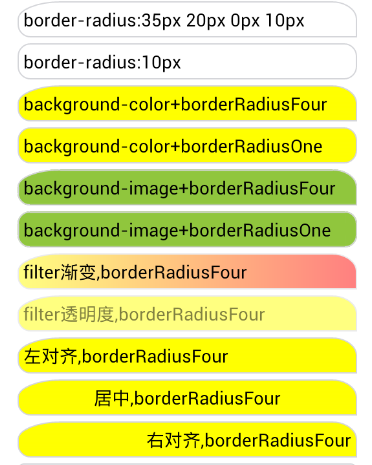 border-radius:35px 20px 0px 10px
border-radius:10px
background-color+borderRadiusFour
background-color+borderRadiusOne
background-image+borderRadiusFour
background-image+borderRadiusOne
filter渐变,borderRadiusFour
filter透明度,borderRadiusFour
左对齐,borderRadiusFour
居中,borderRadiusFour
右对齐,borderRadiusFour